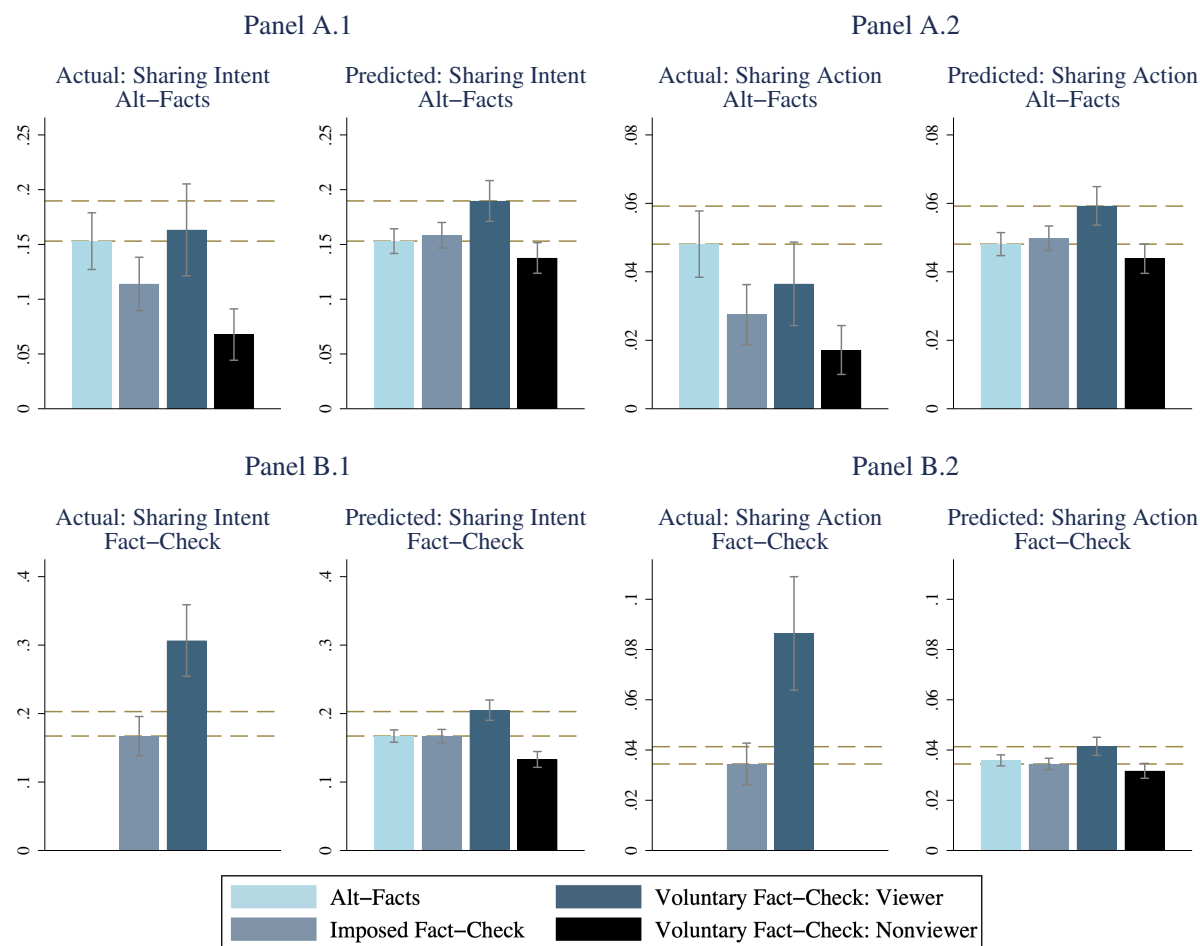 Panel A.1
Panel A.2
Actual: Sharing Intent
Alt−Facts
Predicted: Sharing Intent
Alt−Facts
Actual: Sharing Action
Alt−Facts
Predicted: Sharing Action
Alt−Facts
0 .05 .1 .15 .2 .25
0 .05 .1 .15 .2 .25
0 .02 .04 .06 .08
0 .02 .04 .06 .08
Panel B.1
Panel B.2
Actual: Sharing Intent
Fact−Check
Predicted: Sharing Intent
Fact−Check
Actual: Sharing Action
Fact−Check
Predicted: Sharing Action
Fact−Check
0 .1 .2 .3 .4
0 .1 .2 .3 .4
0 .02 .04 .06 .08 .1
0 .02 .04 .06 .08 .1
Alt−Facts
Voluntary Fact−Check: Viewer
Imposed Fact−Check
Voluntary Fact−Check: Nonviewer